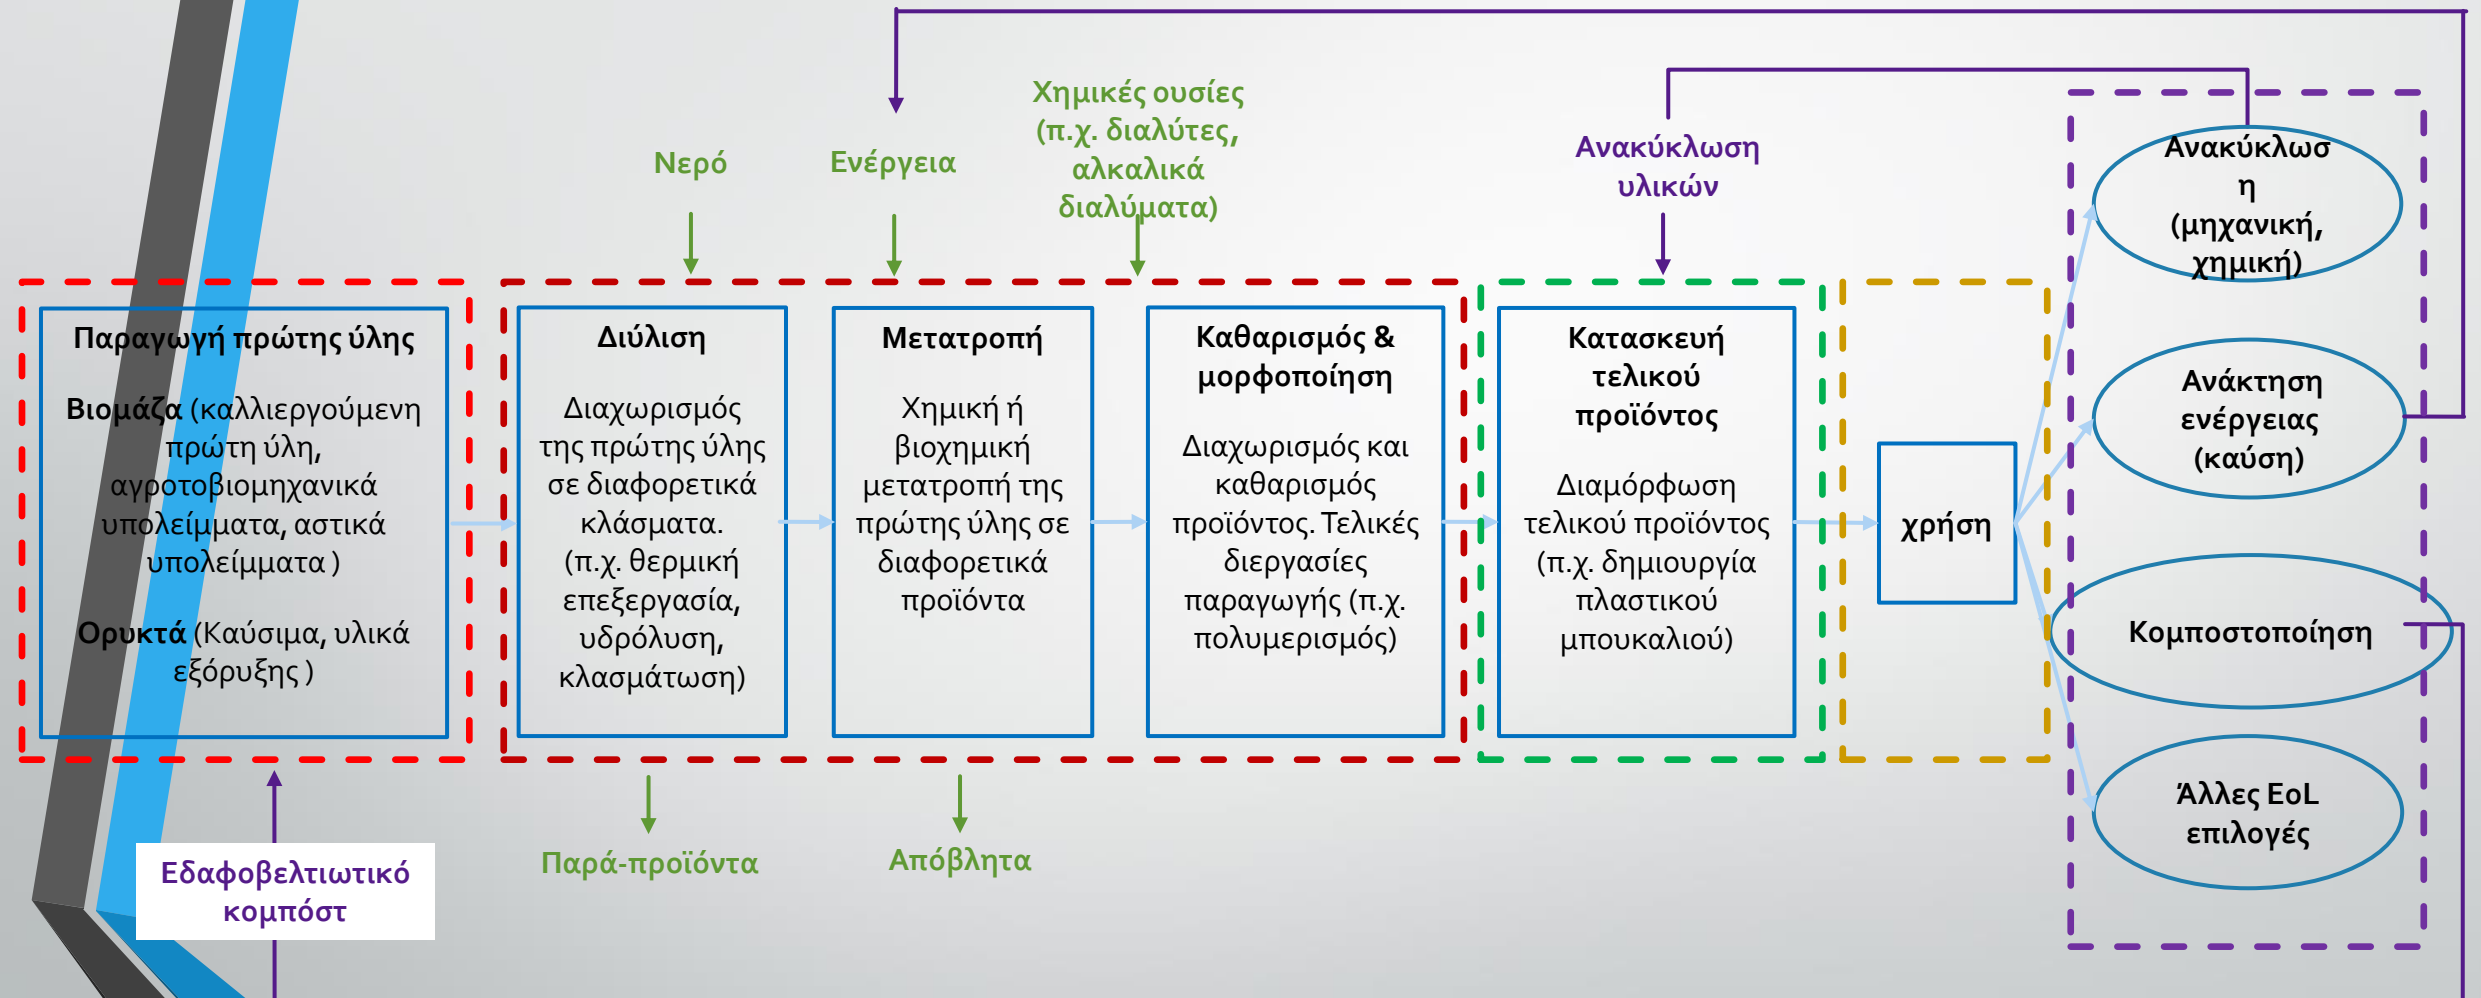 Χημικές ουσίες
(π.χ. διαλύτες,
αλκαλικά
διαλύματα)
Νερό
Ενέργεια
Ανακύκλωση
υλικών
Παραγωγή πρώτης ύλης
Βιομάζα (καλλιεργούμενη
πρώτη ύλη,
αγροτοβιομηχανικά
υπολείμματα, αστικά
υπολείμματα )
Ορυκτά (Καύσιμα, υλικά
εξόρυξης )
Διύλιση
Διαχωρισμός
της πρώτης ύλης
σε διαφορετικά
κλάσματα.
(π.χ. θερμική
επεξεργασία,
υδρόλυση,
κλασμάτωση)
Μετατροπή
Χημική ή
βιοχημική
μετατροπή της
πρώτης ύλης σε
διαφορετικά
προϊόντα
Καθαρισμός &
μορφοποίηση
Διαχωρισμός και
καθαρισμός
προϊόντος. Τελικές
διεργασίες
παραγωγής (π.χ.
πολυμερισμός)
Κατασκευή
τελικού
προϊόντος
Διαμόρφωση
τελικού προϊόντος
(π.χ. δημιουργία
πλαστικού
μπουκαλιού)
χρήση
Ανακύκλωσ
η
(μηχανική,
χημική)
Ανάκτηση
ενέργειας
(καύση)
Κομποστοποίηση
Άλλες EoL
επιλογές
Παρά-προϊόντα
Απόβλητα
Εδαφοβελτιωτικό
κομπόστ